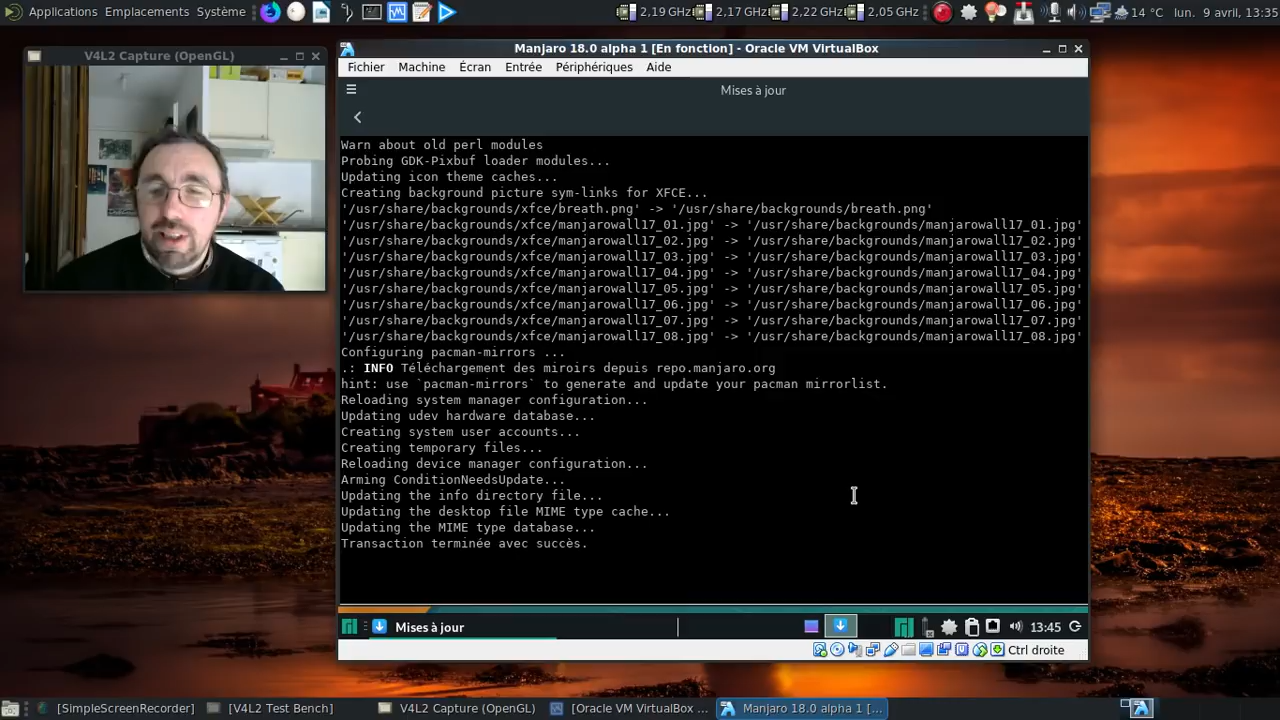 Applications Emplacements Système
2,19 GHz 2,17 GHz 2,22 GHz 2,05 GHz 14 °C lun. 9 avril, 13:35
V4L2 Capture (OpenGL)
Manjaro 18.0 alpha 1 [En fonction] - Oracle VM VirtualBox
Fichier Machine Écran Entrée Périphériques Aide
Mises à jour
Warn about old perl modules
Probing GDK-Pixbuf loader modules...
Updating icon theme caches...
Creating background picture sym-links for XFCE...
'/usr/share/backgrounds/xfce/breath.png' -> '/usr/share/backgrounds/breath.png'
'/usr/share/backgrounds/xfce/manjarowall17_01.jpg' -> '/usr/share/backgrounds/manjarowall17_01.jpg'
'/usr/share/backgrounds/xfce/manjarowall17_02.jpg' -> '/usr/share/backgrounds/manjarowall17_02.jpg'
'/usr/share/backgrounds/xfce/manjarowall17_03.jpg' -> '/usr/share/backgrounds/manjarowall17_03.jpg'
'/usr/share/backgrounds/xfce/manjarowall17_04.jpg' -> '/usr/share/backgrounds/manjarowall17_04.jpg'
'/usr/share/backgrounds/xfce/manjarowall17_05.jpg' -> '/usr/share/backgrounds/manjarowall17_05.jpg'
'/usr/share/backgrounds/xfce/manjarowall17_06.jpg' -> '/usr/share/backgrounds/manjarowall17_06.jpg'
'/usr/share/backgrounds/xfce/manjarowall17_07.jpg' -> '/usr/share/backgrounds/manjarowall17_07.jpg'
'/usr/share/backgrounds/xfce/manjarowall17_08.jpg' -> '/usr/share/backgrounds/manjarowall17_08.jpg'
Configuring pacman-mirrors ...
.: INFO Téléchargement des miroirs depuis repo.manjaro.org
hint: use `pacman-mirrors` to generate and update your pacman mirrorlist.
Reloading system manager configuration...
Updating udev hardware database...
Creating system user accounts...
Creating temporary files...
Reloading device manager configuration...
Arming ConditionNeedsUpdate...
Updating the info directory file...
Updating the desktop file MIME type cache...
Updating the MIME type database...
Transaction terminée avec succès.
Mises à jour 13:45
Ctrl droite
[SimpleScreenRecorder] [V4L2 Test Bench] V4L2 Capture (OpenGL) [Oracle VM VirtualBox ... Manjaro 18.0 alpha 1 [...